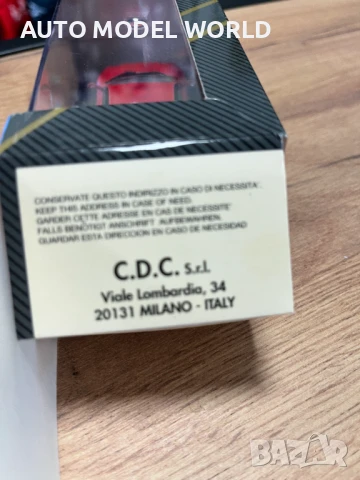 AUTO MODEL WORLD
CONSERVATE QUESTO INDIRIZZO IN CASO DI NECESSITA'.
KEEP THIS ADDRESS IN CASE OF NEED.
GARDER CETTE ADRESSE EN CAS DE NECESSITÉ
FALLS BENÖTIGT ANSCHRIFT AUFBEWAHREN.
GUARDAR ESTA DIRECCION EN CASO DE NECESIDAD
C.D.C. S.r.l.
Viale Lombardia, 34
20131 MILANO - ITALY
bazar